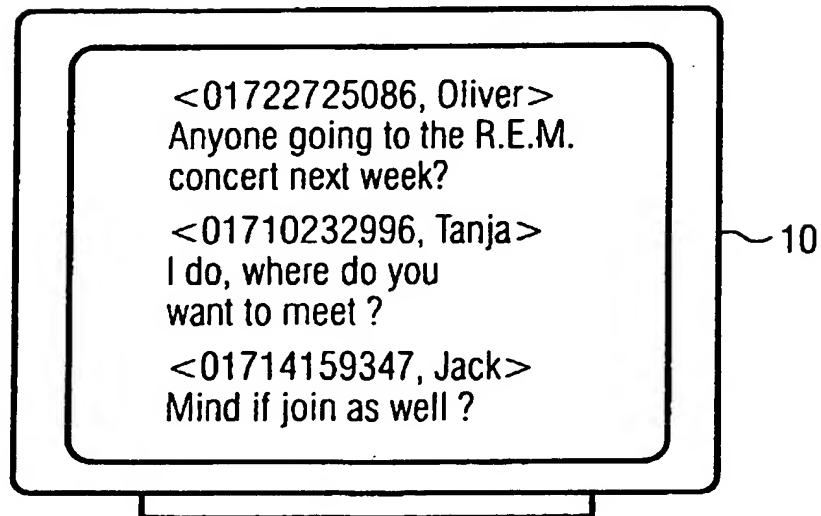 <01722725086, Oliver>
Anyone going to the R.E.M.
concert next week?
<01710232996, Tanja>
I do, where do you
want to meet ?
<01714159347, Jack>
Mind if join as well ?
10